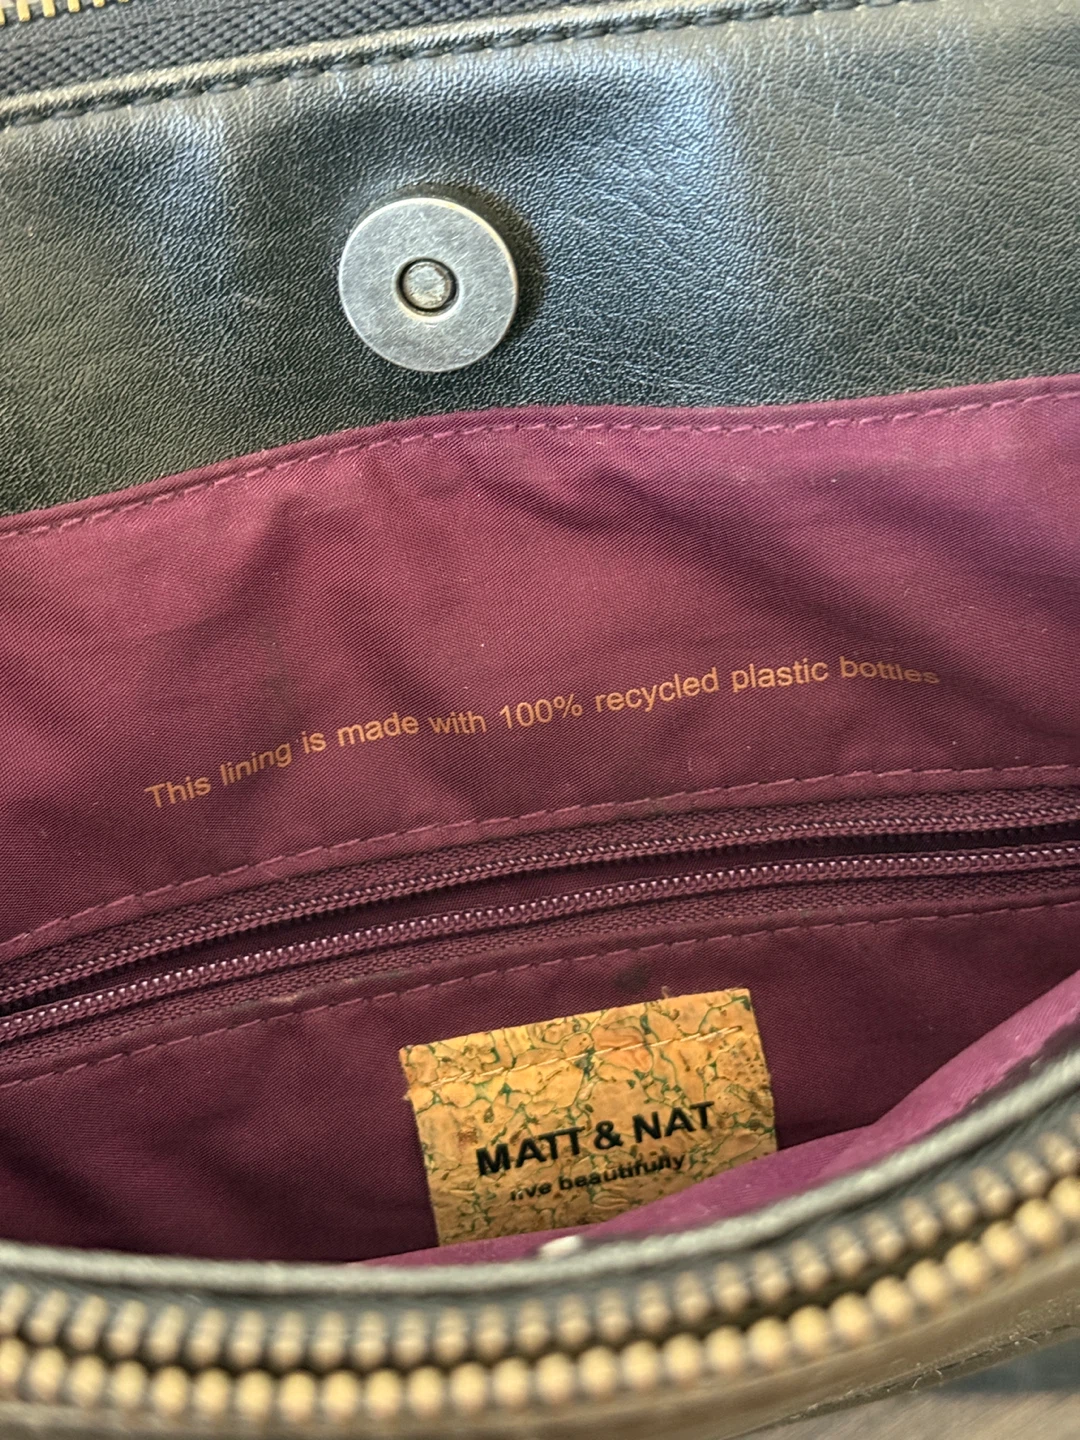 This lining is made with 100% recycled plastic bottles
MATT & NAT
live beautifully